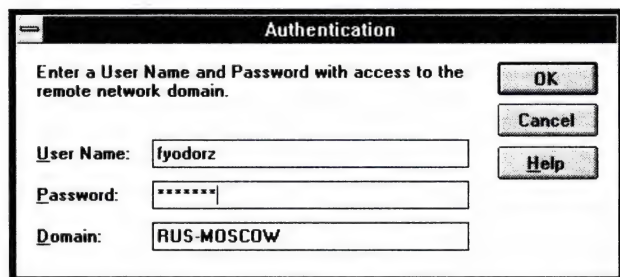 Authentication
Enter a User Name and Password with access to the
remote network domain.
OK
Cancel
Help
User Name: fyodorz
Password: *******
Domain: RUS-MOSCOW